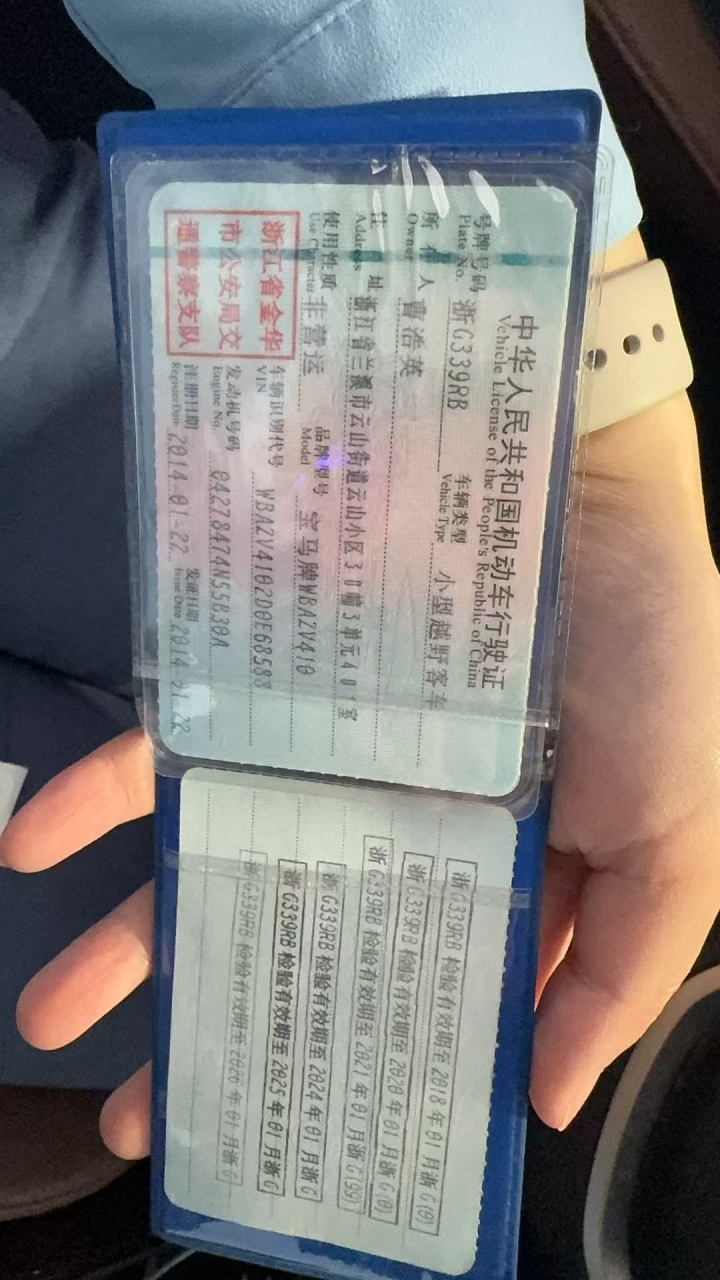 中华人民共和国机动车行驶证
Vehicle License of the People's Republic of China
号牌号码 浙G339RB 车辆类型 小型越野客车
Plate No. Vehicle Type
所有人 曹浩英
Owner
住址 浙江省兰溪市云山街道云山小区30幢3单元401室
Address
使用性质 非营运 品牌型号 宝马牌WBAZV410
Use Character Model
浙江省金华
市公安局交
通警察支队
车辆识别代号 WBAZV4102D0E68588
VIN
发动机号码 04278474N55B30A
Engine No.
注册日期 2014-01-22 发证日期 2014-01-22
Register Date Issue Date
浙G339RB 检验有效期至2018年01月浙G(0)
浙G339RB 检验有效期至2020年01月浙G(0)
浙G339RB 检验有效期至2021年01月浙G(99)
浙G339RB 检验有效期至2024年01月浙G
浙G339RB 检验有效期至2025年01月浙G
浙G339RB 检验有效期至2026年01月浙G